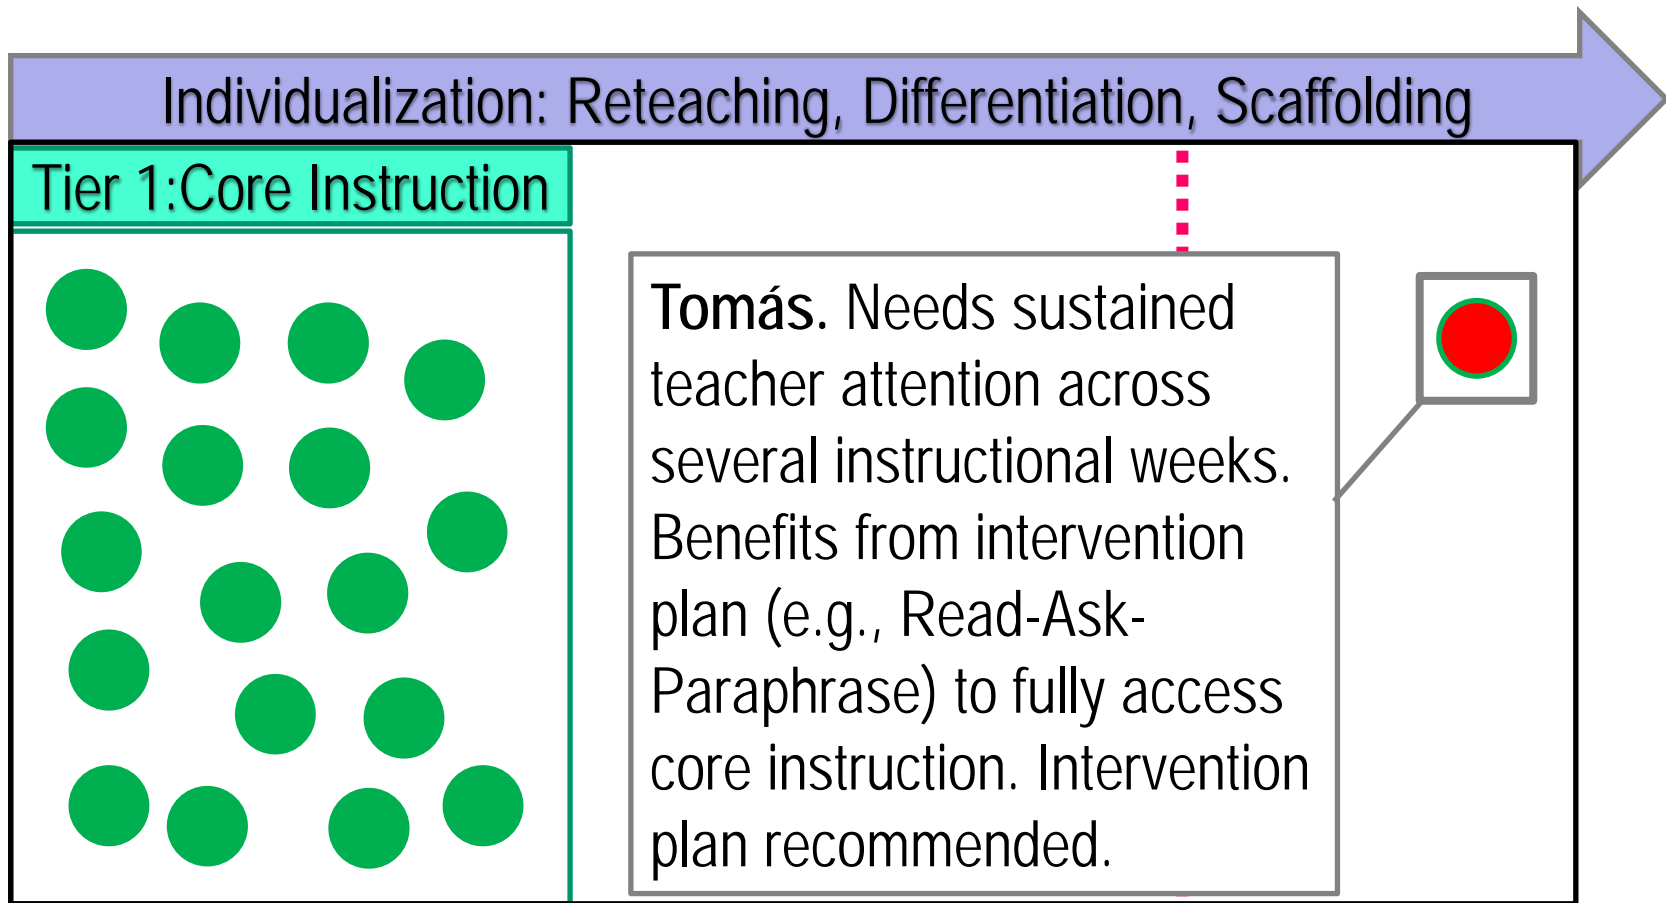 Individualization: Reteaching, Differentiation, Scaffolding
Tier 1:Core Instruction
Tomás. Needs sustained
teacher attention across
several instructional weeks.
Benefits from intervention
plan (e.g., Read-Ask-
Paraphrase) to fully access
core instruction. Intervention
plan recommended.